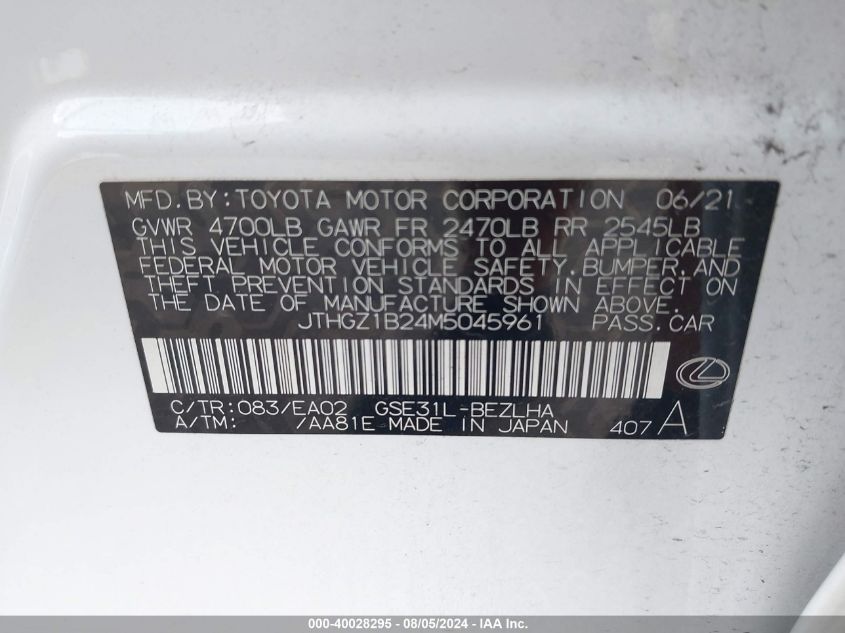 MFD.BY:TOYOTA MOTOR CORPORATION 06/21
GVWR 4700LB GAWR FR 2470LB RR 2545LB
THIS VEHICLE CONFORMS TO ALL APPLICABLE
FEDERAL MOTOR VEHICLE SAFETY.BUMPER,AND
THEFT PREVENTION STANDARDS IN EFFECT ON
THE DATE OF MANUFACTURE SHOWN ABOVE.
JTHGZ1B24M5045961 PASS.CAR
C/TR:083/EA02 GSE31L-BEZLHA
A/TM: /AA81E MADE IN JAPAN 407 A
000-40028295 - 08/05/2024 - IAA Inc.